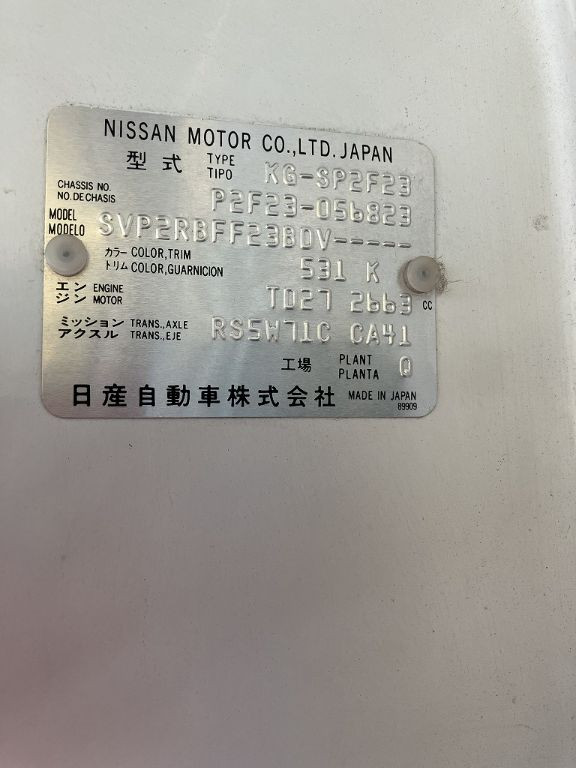 NISSAN MOTOR CO.,LTD. JAPAN
型式 TYPE TIPO KG-SP2F23
CHASSIS NO. NO. DE CHASIS P2F23-056823
MODEL MODELO SVP2RBFF23BDV-----
カラー COLOR,TRIM トリム COLOR,GUARNICION 531 K
エンジン ENGINE MOTOR TD27 2663 CC
ミッション TRANS.,AXLE アクスル TRANS.,EJE RS5W71C CA41
工場 PLANT PLANTA Q
日産自動車株式会社 MADE IN JAPAN
89909